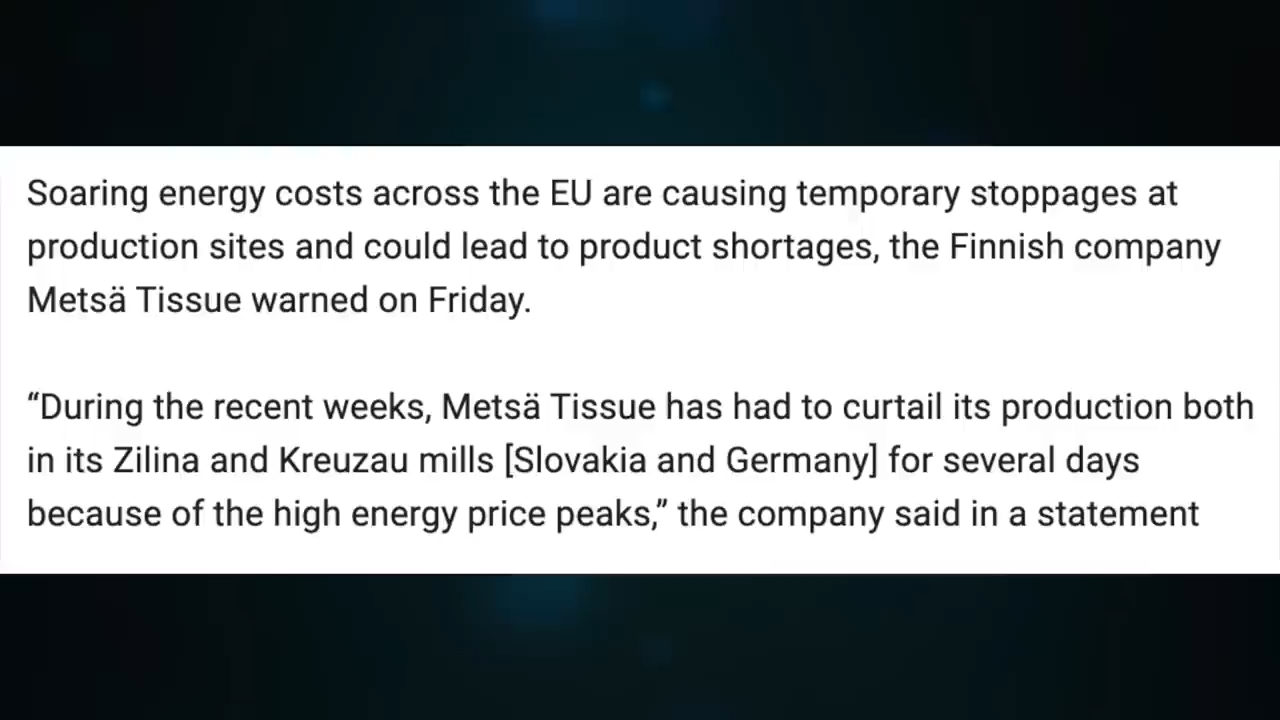 Soaring energy costs across the EU are causing temporary stoppages at
production sites and could lead to product shortages, the Finnish company
Metsä Tissue warned on Friday.
“During the recent weeks, Metsä Tissue has had to curtail its production both
in its Zilina and Kreuzau mills [Slovakia and Germany] for several days
because of the high energy price peaks,” the company said in a statement